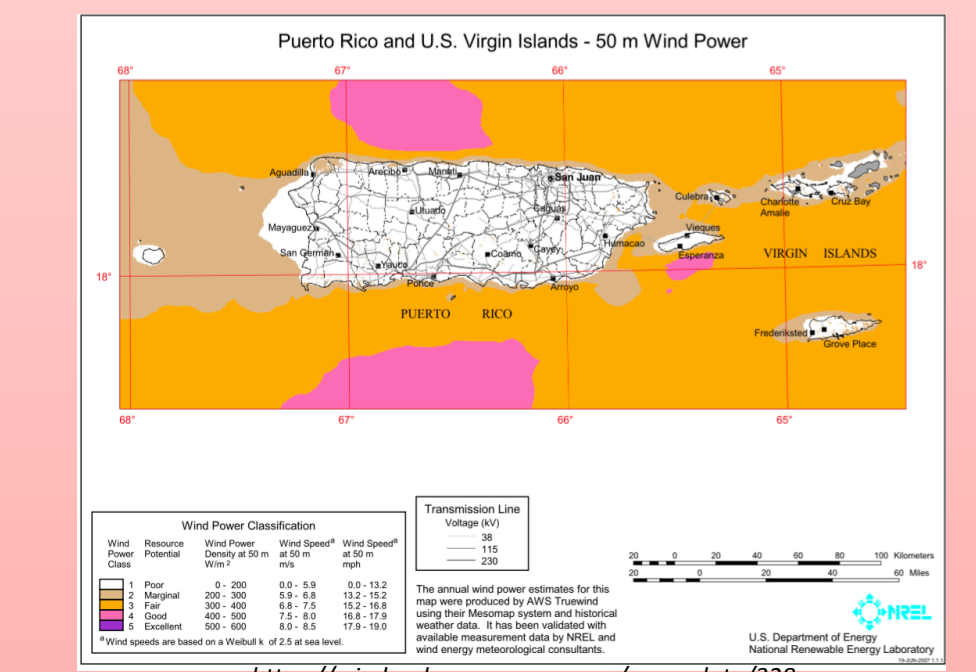 Puerto Rico and U.S. Virgin Islands - 50 m Wind Power
68° 67° 66° 65°
Aguadilla
Arecibo
Manati
San Juan
Culebra
Charlotte
Amalie
Cruz Bay
Utuado
Caguas
Mayaguez
Vieques
Humacao
San German
Coamo
Cayey
Esperanza
VIRGIN ISLANDS
Yauco
18° 18°
Ponce
Arroyo
PUERTO RICO
Frederiksted
Grove Place
68° 67° 66° 65°
Wind Power Classification
Wind Power Class
Resource Potential
Wind Power Density at 50 m W/m 2
Wind Speed a at 50 m m/s
Wind Speed a at 50 m mph
1 Poor 0 - 200 0.0 - 5.9 0.0 - 13.2
2 Marginal 200 - 300 5.9 - 6.8 13.2 - 15.2
3 Fair 300 - 400 6.8 - 7.5 15.2 - 16.8
4 Good 400 - 500 7.5 - 8.0 16.8 - 17.9
5 Excellent 500 - 600 8.0 - 8.5 17.9 - 19.0
a Wind speeds are based on a Weibull k of 2.5 at sea level.
Transmission Line
Voltage (kV)
38
115
230
The annual wind power estimates for this
map were produced by AWS Truewind
using their Mesomap system and historical
weather data. It has been validated with
available measurement data by NREL and
wind energy meteorological consultants.
20 0 20 40 60 80 100 Kilometers
20 0 20 40 60 Miles
NREL
U.S. Department of Energy
National Renewable Energy Laboratory
19-JUN-2007 1.1.1